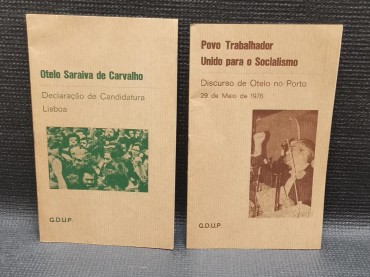 Otelo Saraiva de Carvalho
Declaração de Candidatura
Lisboa
G.D.U.P.
Povo Trabalhador
Unido para o Socialismo
Discurso de Otelo no Porto
29 de Maio de 1976
G.D.U.P.